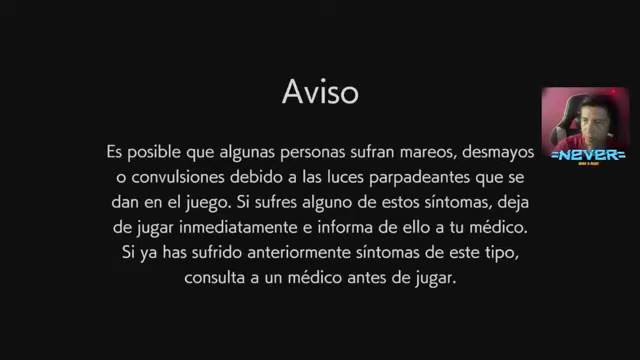 Aviso
Es posible que algunas personas sufran mareos, desmayos
o convulsiones debido a las luces parpadeantes que se
dan en el juego. Si sufres alguno de estos síntomas, deja
de jugar inmediatamente e informa de ello a tu médico.
Si ya has sufrido anteriormente síntomas de este tipo,
consulta a un médico antes de jugar.
=NEVER=